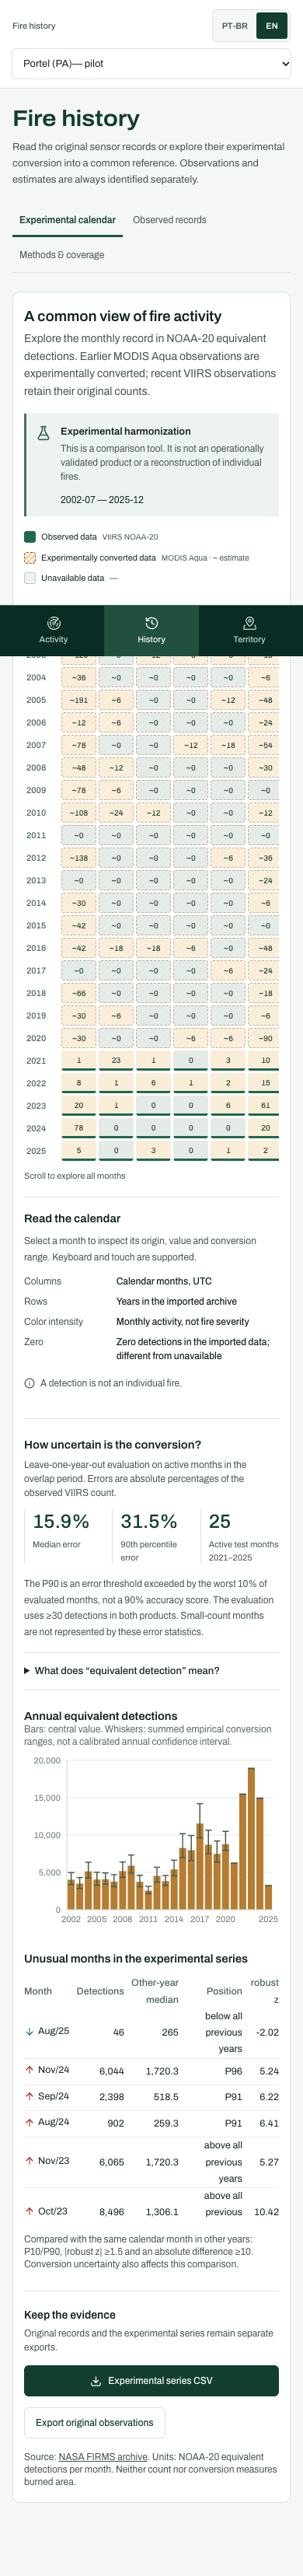 Fire history
PT-BR
EN
Portel (PA)— pilot
Fire history
Read the original sensor records or explore their experimental
conversion into a common reference. Observations and
estimates are always identified separately.
Experimental calendar
Observed records
Methods & coverage
A common view of fire activity
Explore the monthly record in NOAA-20 equivalent
detections. Earlier MODIS Aqua observations are
experimentally converted; recent VIIRS observations
retain their original counts.
Experimental harmonization
This is a comparison tool. It is not an operationally
validated product or a reconstruction of individual
fires.
2002-07 — 2025-12
Observed data VIIRS NOAA-20
Experimentally converted data MODIS Aqua · ~ estimate
Unavailable data —
Activity
History
Territory
2004 ~36 ~0 ~0 ~0 ~0 ~6
2005 ~191 ~6 ~0 ~0 ~12 ~48
2006 ~12 ~6 ~0 ~0 ~0 ~24
2007 ~78 ~0 ~0 ~12 ~18 ~54
2008 ~48 ~12 ~0 ~0 ~0 ~30
2009 ~78 ~6 ~0 ~0 ~0 ~0
2010 ~108 ~24 ~12 ~0 ~0 ~12
2011 ~0 ~0 ~0 ~0 ~0 ~0
2012 ~138 ~0 ~0 ~0 ~6 ~36
2013 ~0 ~0 ~0 ~0 ~0 ~24
2014 ~30 ~0 ~0 ~0 ~0 ~6
2015 ~42 ~0 ~0 ~0 ~0 ~0
2016 ~42 ~18 ~18 ~6 ~0 ~48
2017 ~0 ~0 ~0 ~0 ~6 ~24
2018 ~66 ~0 ~0 ~0 ~0 ~18
2019 ~30 ~6 ~0 ~0 ~0 ~6
2020 ~30 ~0 ~0 ~6 ~6 ~90
2021 1 23 1 0 3 10
2022 8 1 6 1 2 15
2023 20 1 0 0 6 61
2024 78 0 0 0 0 20
2025 5 0 3 0 1 2
Scroll to explore all months
Read the calendar
Select a month to inspect its origin, value and conversion
range. Keyboard and touch are supported.
Columns Calendar months, UTC
Rows Years in the imported archive
Color intensity Monthly activity, not fire severity
Zero Zero detections in the imported data;
different from unavailable
A detection is not an individual fire.
How uncertain is the conversion?
Leave-one-year-out evaluation on active months in the
overlap period. Errors are absolute percentages of the
observed VIIRS count.
15.9% 31.5% 25
Median error 90th percentile Active test months
error 2021–2025
The P90 is an error threshold exceeded by the worst 10% of
evaluated months, not a 90% accuracy score. The evaluation
uses ≥30 detections in both products. Small-count months
are not represented by these error statistics.
What does “equivalent detection” mean?
Annual equivalent detections
Bars: central value. Whiskers: summed empirical conversion
ranges, not a calibrated annual confidence interval.
20,000
15,000
10,000
5,000
0
2002 2005 2008 2011 2014 2017 2020 2025
Unusual months in the experimental series
Month Detections Other-year median Position robust z
↓ Aug/25 46 265 below all previous years -2.02
↑ Nov/24 6,044 1,720.3 P96 5.24
↑ Sep/24 2,398 518.5 P91 6.22
↑ Aug/24 902 259.3 P91 6.41
↑ Nov/23 6,065 1,720.3 above all previous years 5.27
↑ Oct/23 8,496 1,306.1 above all previous 10.42
Compared with the same calendar month in other years:
P10/P90, |robust z| ≥1.5 and an absolute difference ≥10.
Conversion uncertainty also affects this comparison.
Keep the evidence
Original records and the experimental series remain separate
exports.
Experimental series CSV
Export original observations
Source: NASA FIRMS archive. Units: NOAA-20 equivalent
detections per month. Neither count nor conversion measures
burned area.